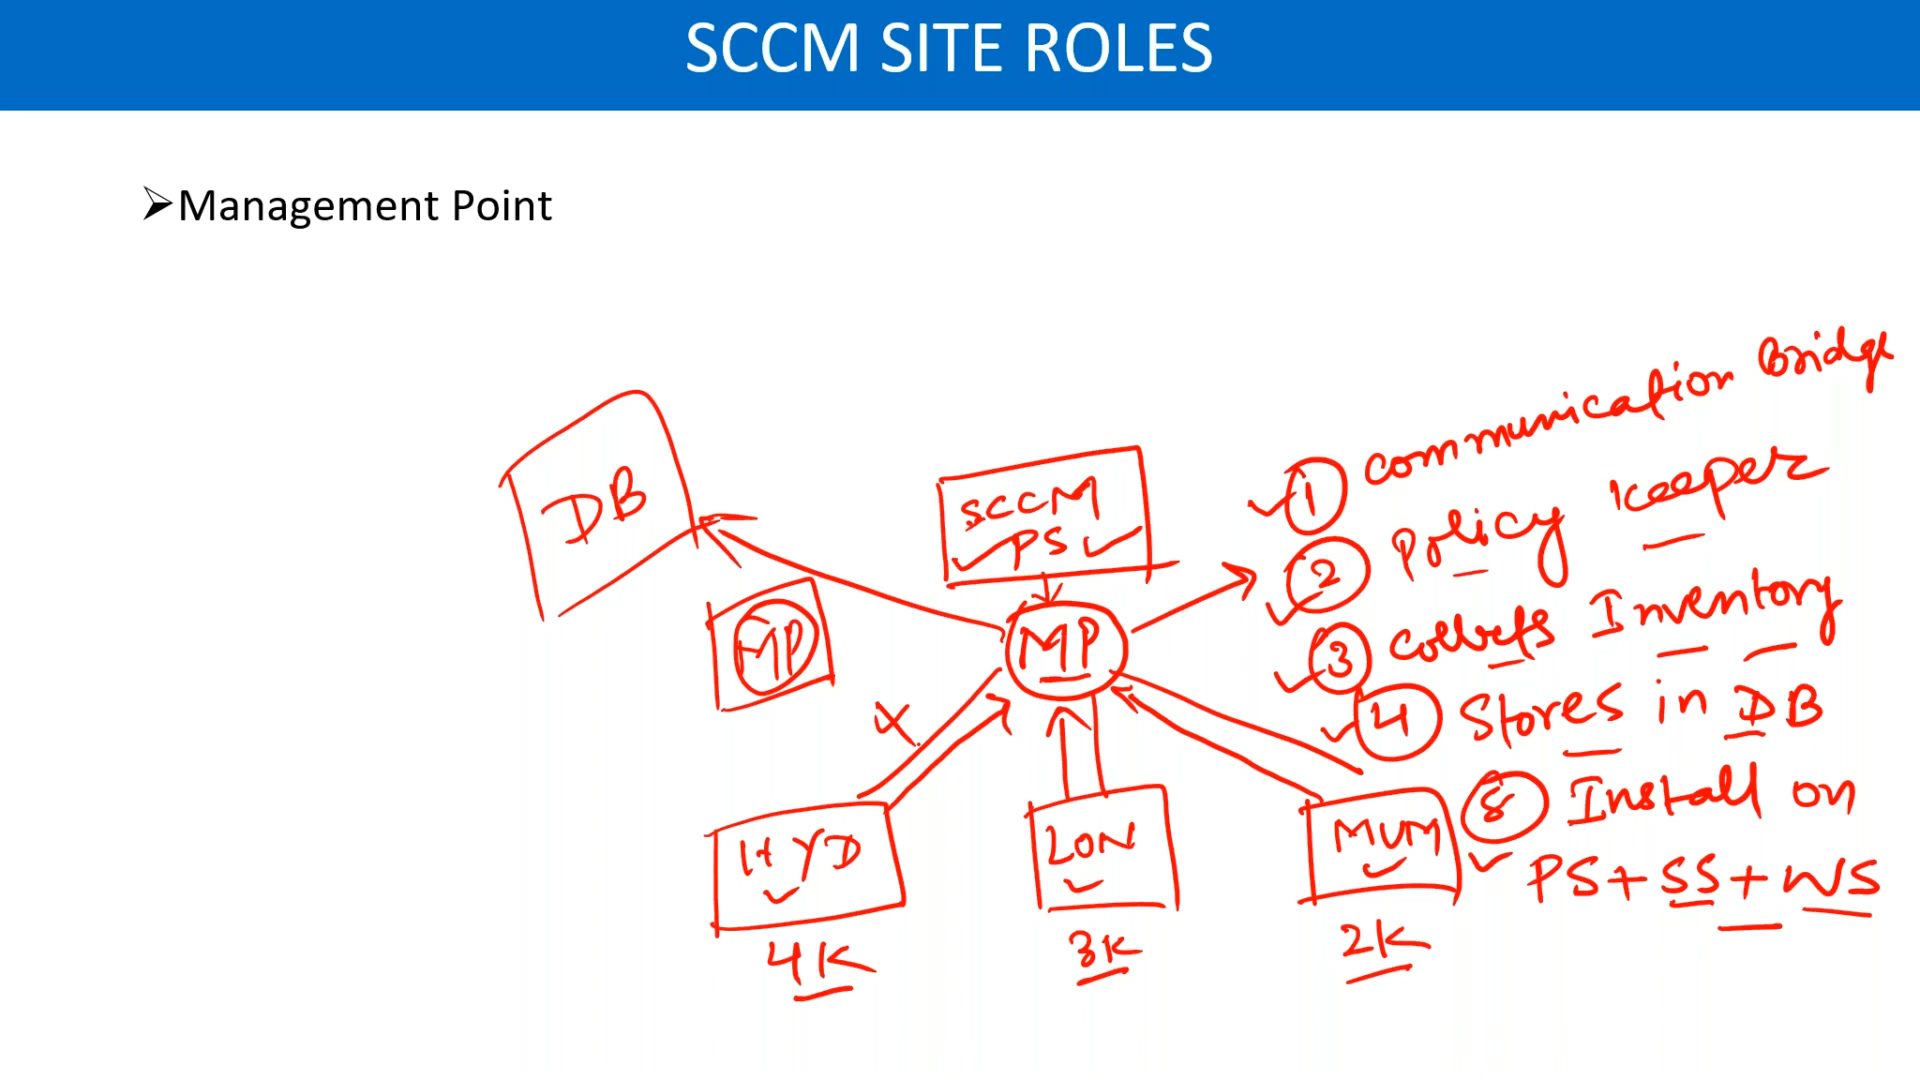 SCCM SITE ROLES
➢Management Point
DB
SCCM
PS
MP
MP
HYD
4K
LON
3K
MUM
2K
1 communication Bridge
2 Policy Keeper
3 collects Inventory
4 Stores in DB
8 Install on
PS+SS+WS